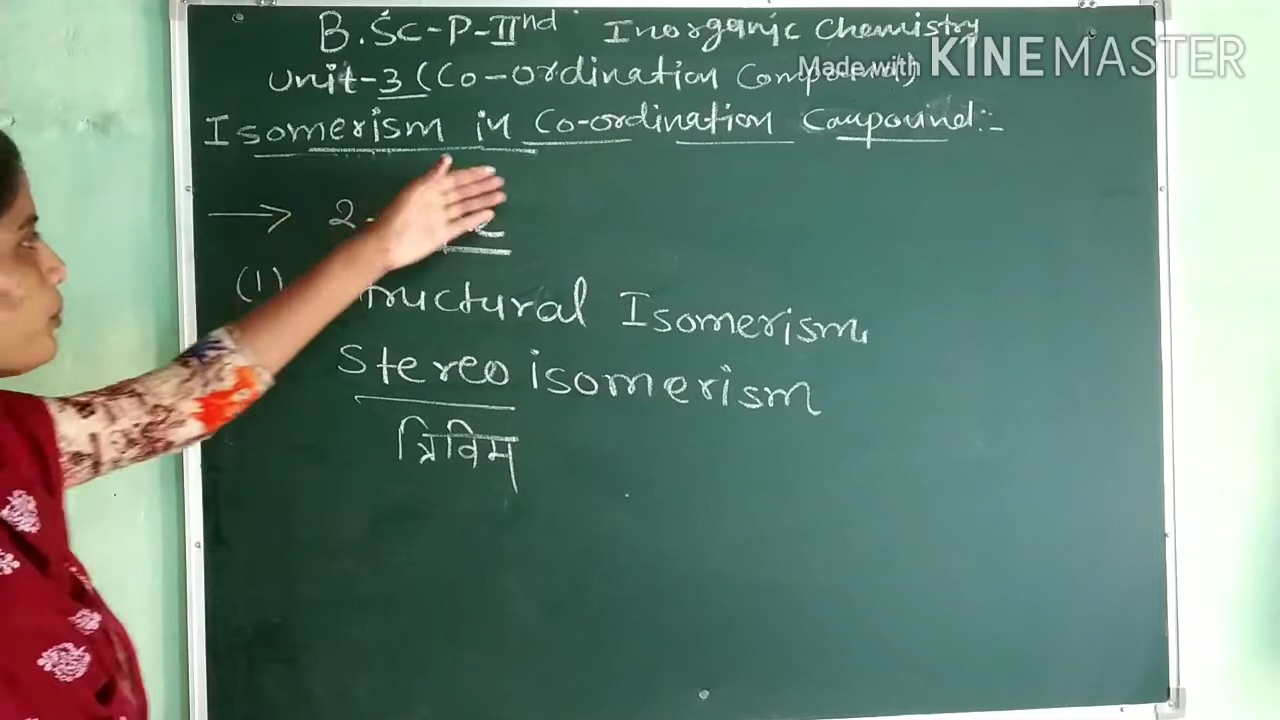 B.Sc-P-IInd Inorganic Chemistry
Unit-3 (Co-ordination Compound)
Made with KINEMASTER
Isomerism in Co-ordination Compound:-
→ 2-
(1) Structural Isomerism
Stereo isomerism
त्रिविम